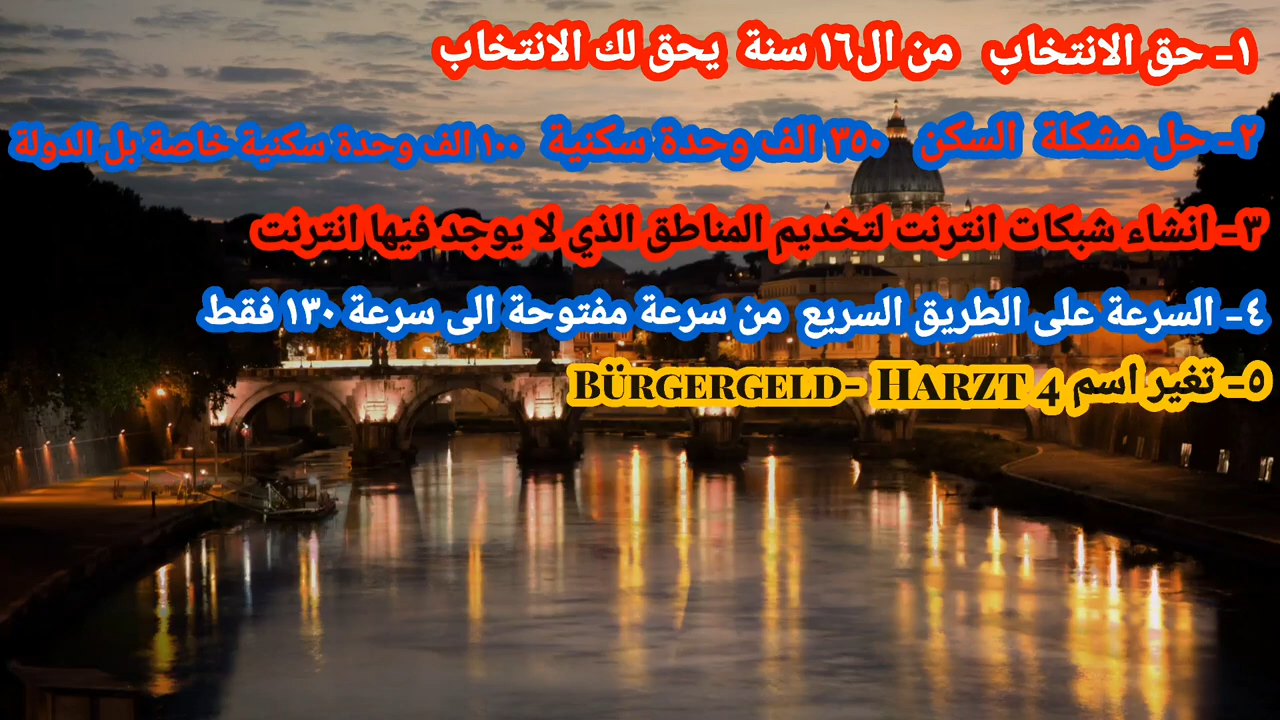 ١- حق الانتخاب من ال١٦ سنة يحق لك الانتخاب
٢- حل مشكلة السكن ٣٥٠ الف وحدة سكنية ١٠٠ الف وحدة سكنية خاصة بل الدولة
٣- انشاء شبكات انترنت لتخديم المناطق الذي لا يوجد فيها انترنت
٤- السرعة على الطريق السريع من سرعة مفتوحة الى سرعة ١٣٠ فقط
٥- تغير اسم Bürgergeld- Harzt 4